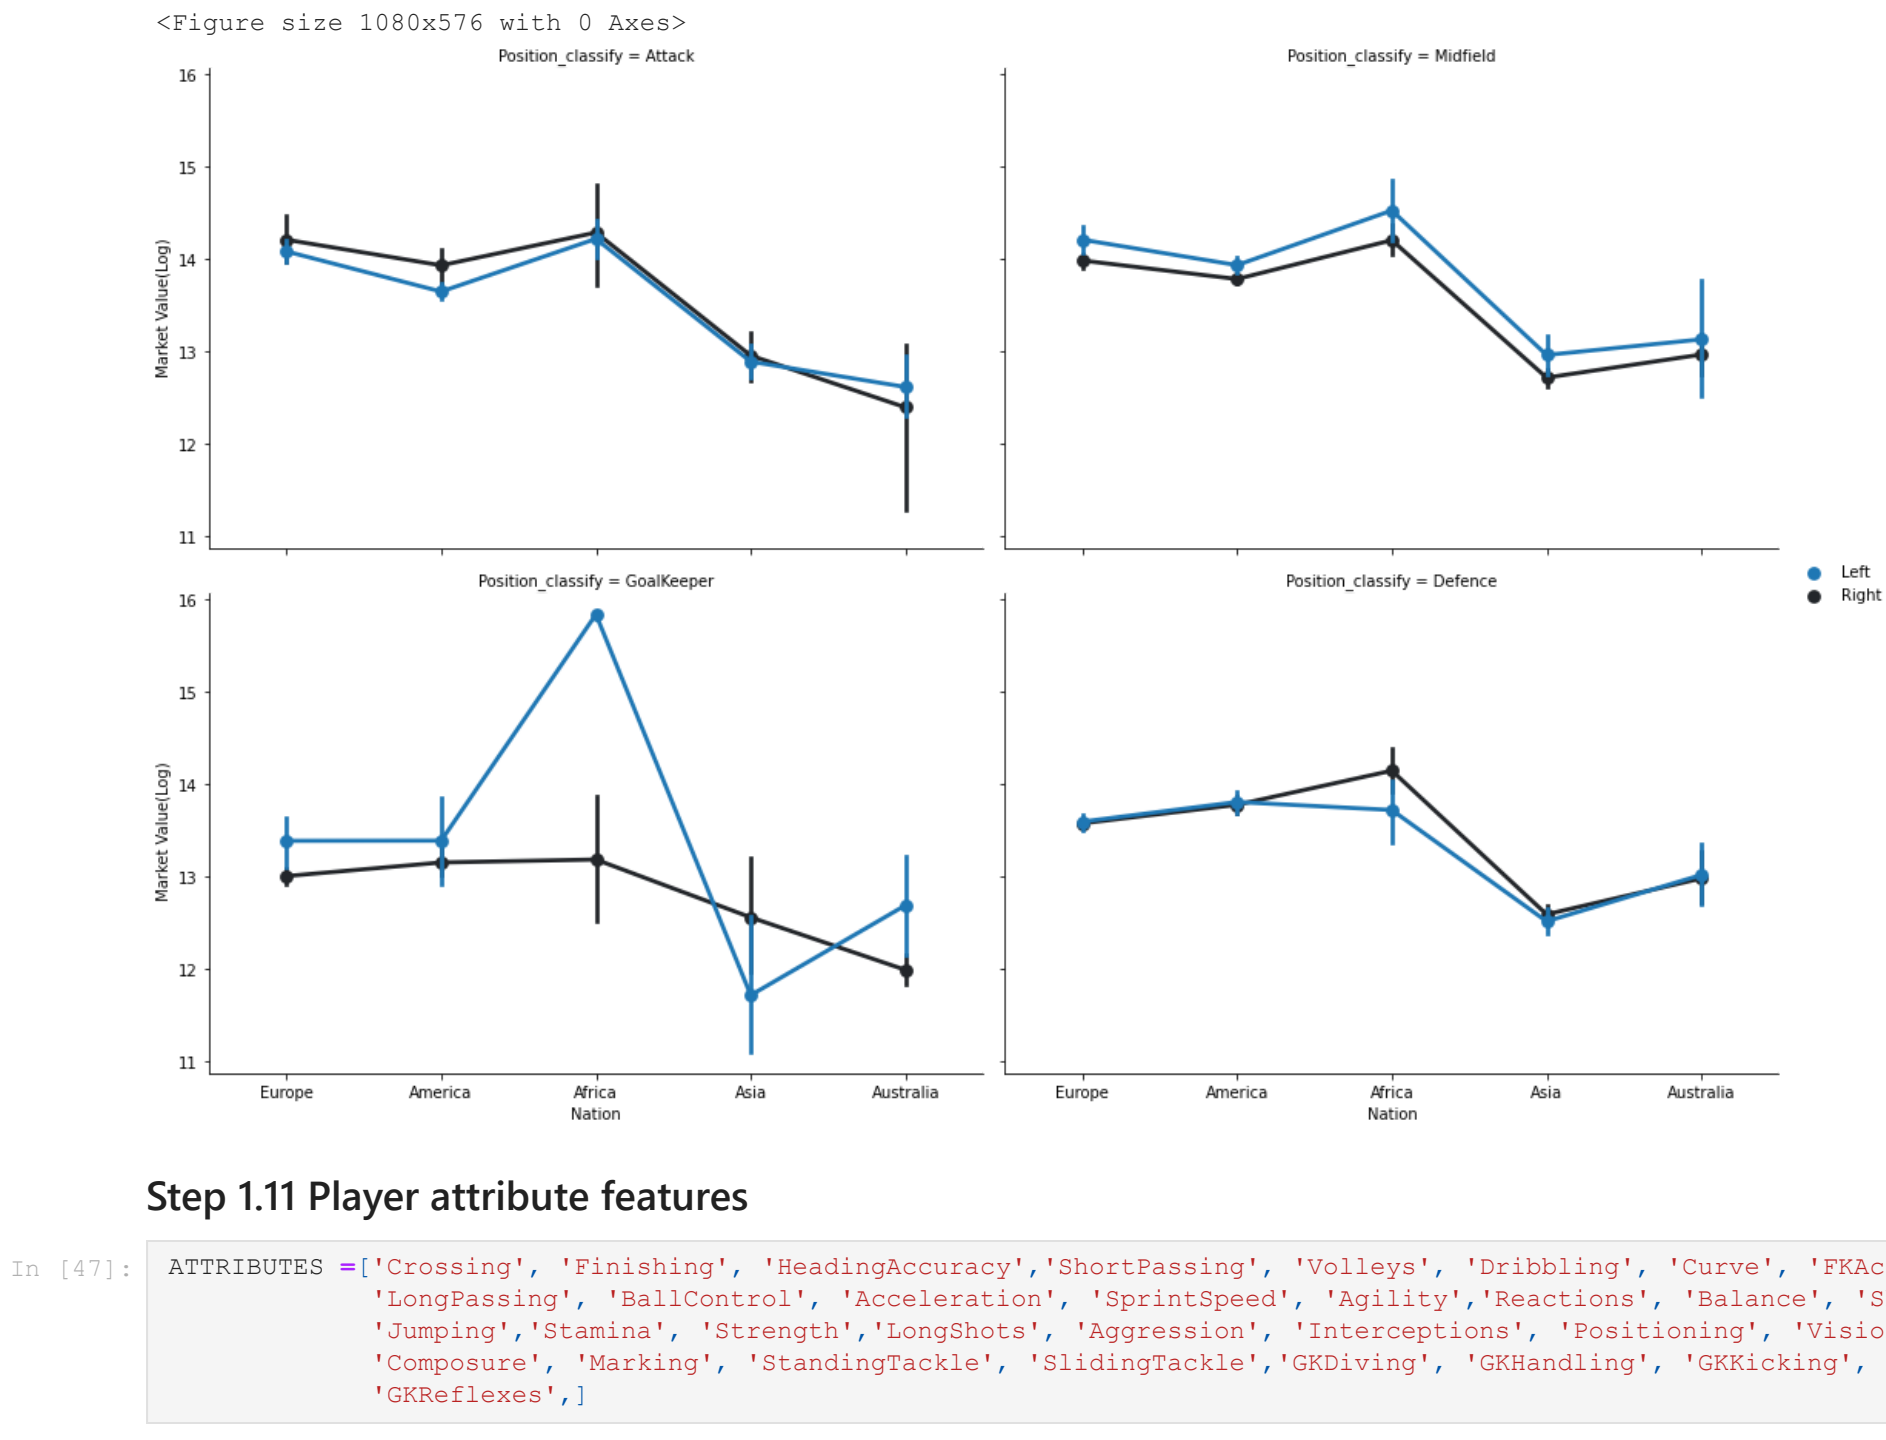 <Figure size 1080x576 with 0 Axes>
Position_classify = Attack
Position_classify = Midfield
16
15
14
13
12
11
Market Value(Log)
Position_classify = GoalKeeper
Position_classify = Defence
Left
Right
16
15
14
13
12
11
Market Value(Log)
Europe America Africa Asia Australia
Nation
Europe America Africa Asia Australia
Nation
Step 1.11 Player attribute features
In [47]:
ATTRIBUTES =['Crossing', 'Finishing', 'HeadingAccuracy','ShortPassing', 'Volleys', 'Dribbling', 'Curve', 'FKAc
'LongPassing', 'BallControl', 'Acceleration', 'SprintSpeed', 'Agility','Reactions', 'Balance', 'S
'Jumping','Stamina', 'Strength','LongShots', 'Aggression', 'Interceptions', 'Positioning', 'Visio
'Composure', 'Marking', 'StandingTackle', 'SlidingTackle','GKDiving', 'GKHandling', 'GKKicking',
'GKReflexes',]